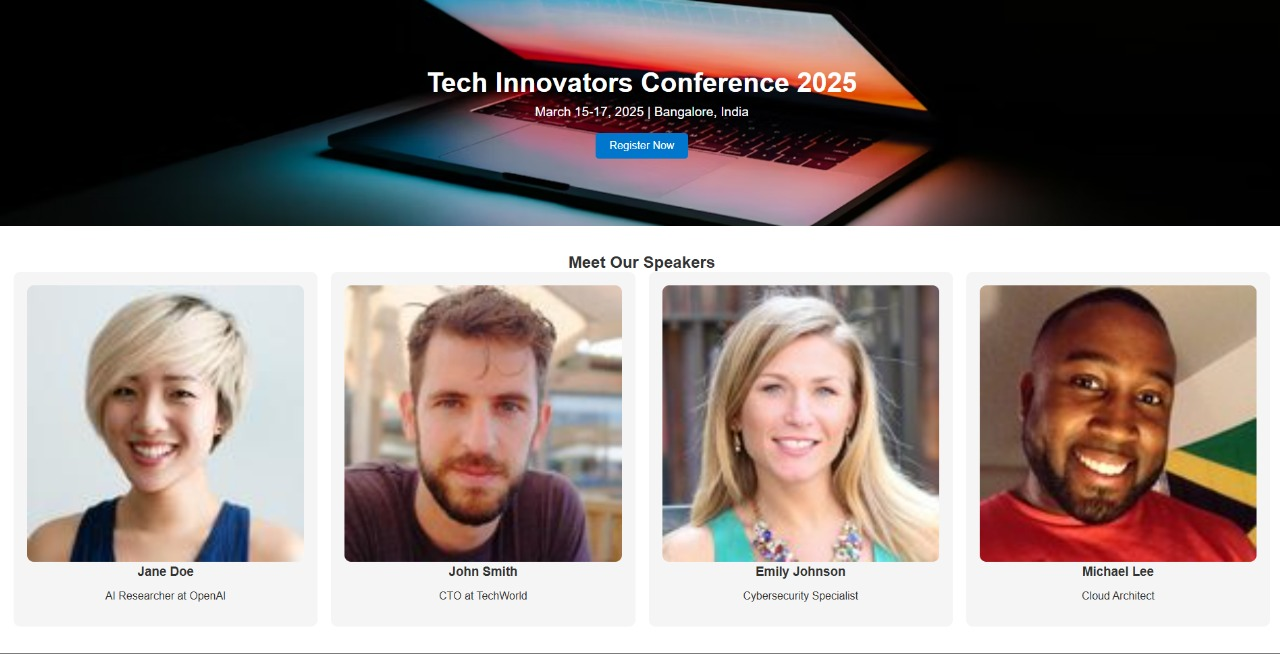 Tech Innovators Conference 2025
March 15-17, 2025 | Bangalore, India
Register Now
Meet Our Speakers
Jane Doe
AI Researcher at OpenAI
John Smith
CTO at TechWorld
Emily Johnson
Cybersecurity Specialist
Michael Lee
Cloud Architect